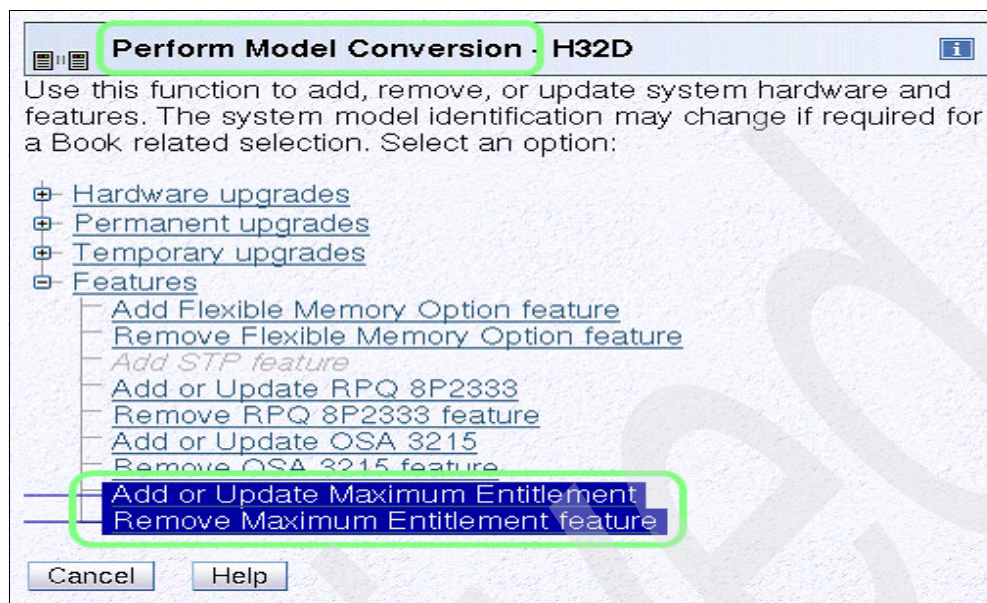 Perform Model Conversion - H32D
Use this function to add, remove, or update system hardware and
features. The system model identification may change if required for
a Book related selection. Select an option:
Hardware upgrades
Permanent upgrades
Temporary upgrades
Features
Add Flexible Memory Option feature
Remove Flexible Memory Option feature
Add STP feature
Add or Update RPQ 8P2333
Remove RPQ 8P2333 feature
Add or Update OSA 3215
Remove OSA 3215 feature
Add or Update Maximum Entitlement
Remove Maximum Entitlement feature
Cancel Help